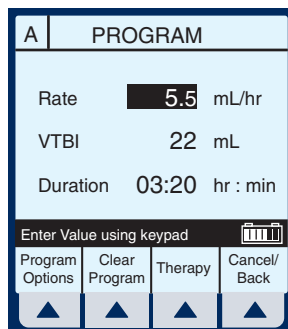 A PROGRAM
Rate 5.5 mL/hr
VTBI 22 mL
Duration 03:20 hr : min
Enter Value using keypad
Program Options
Clear Program
Therapy
Cancel/ Back